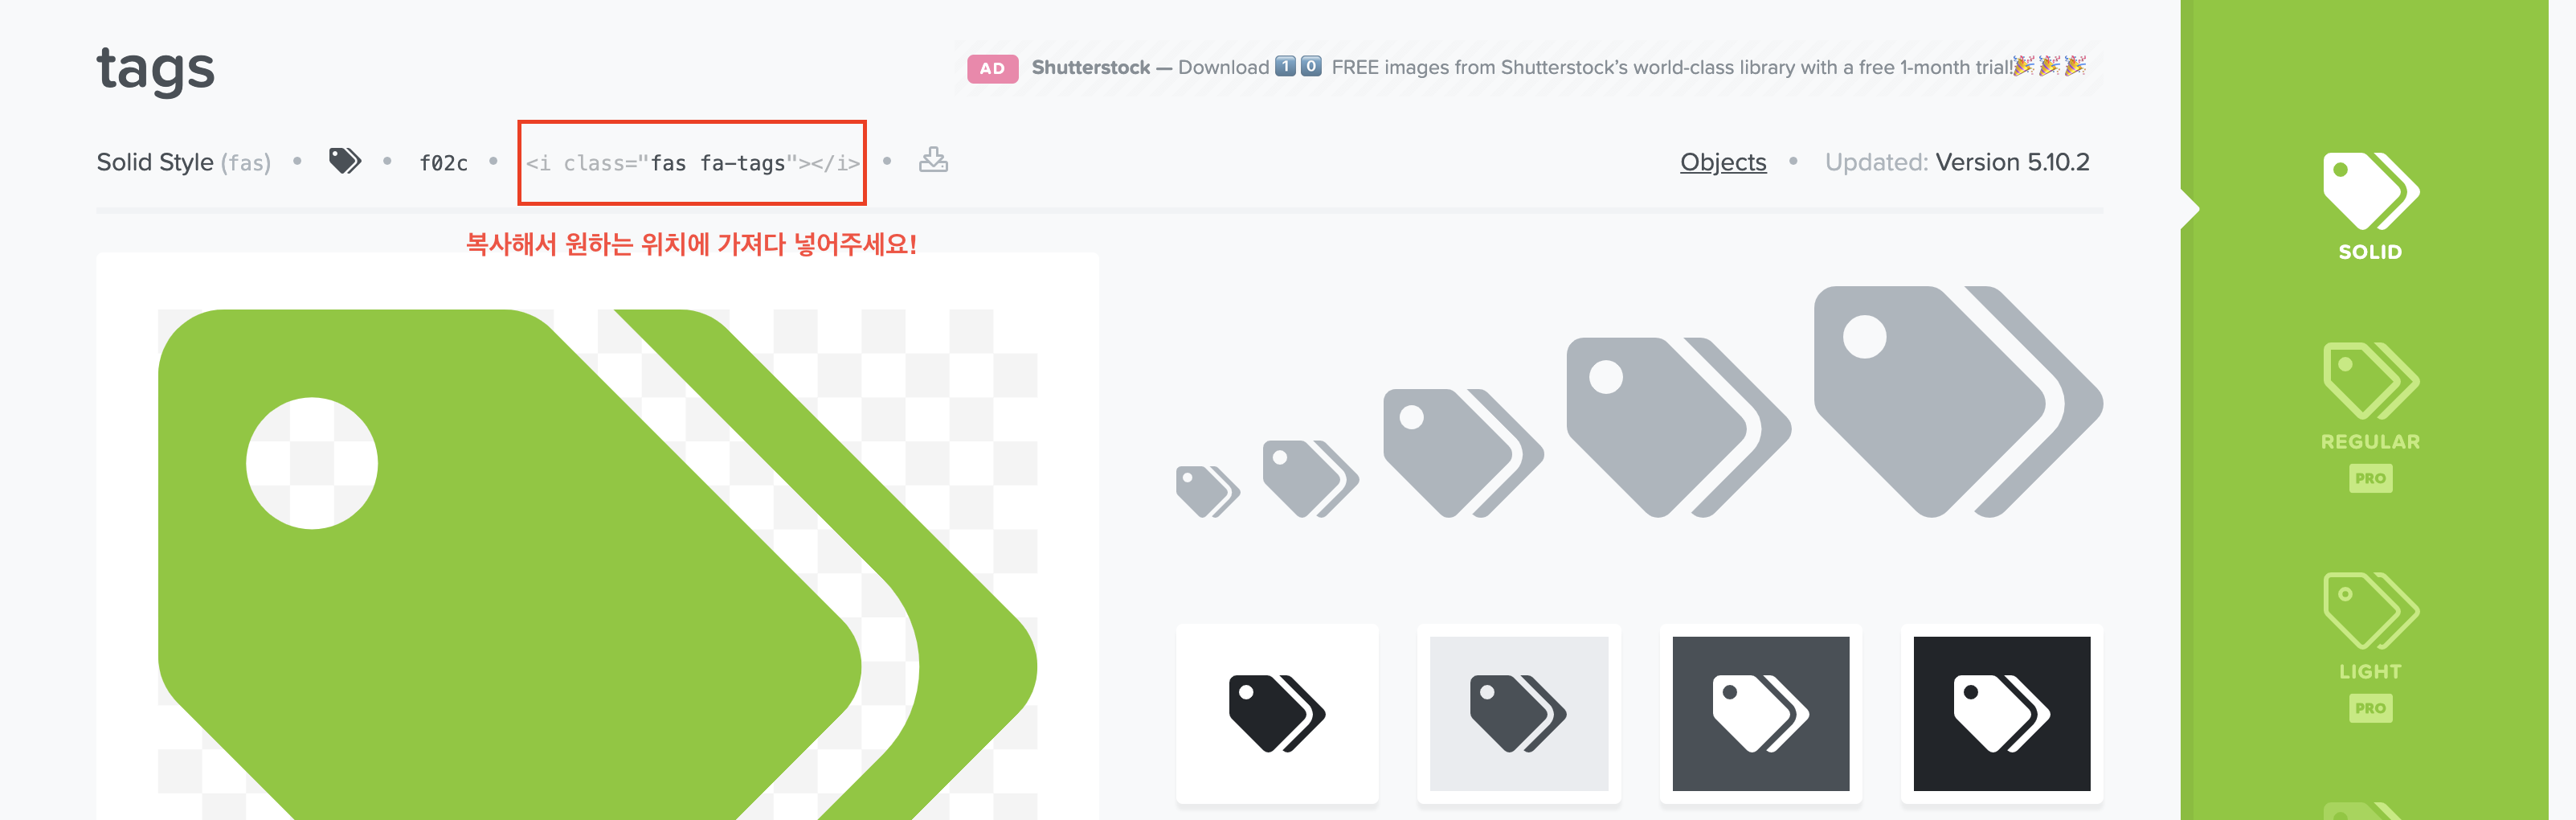 tags
AD Shutterstock — Download 1 0 FREE images from Shutterstock's world-class library with a free 1-month trial!🎉🎉🎉
Solid Style (fas) • • f02c • <i class="fas fa-tags"></i> •
Objects • Updated: Version 5.10.2
복사해서 원하는 위치에 가져다 넣어주세요!
SOLID
REGULAR
PRO
LIGHT
PRO